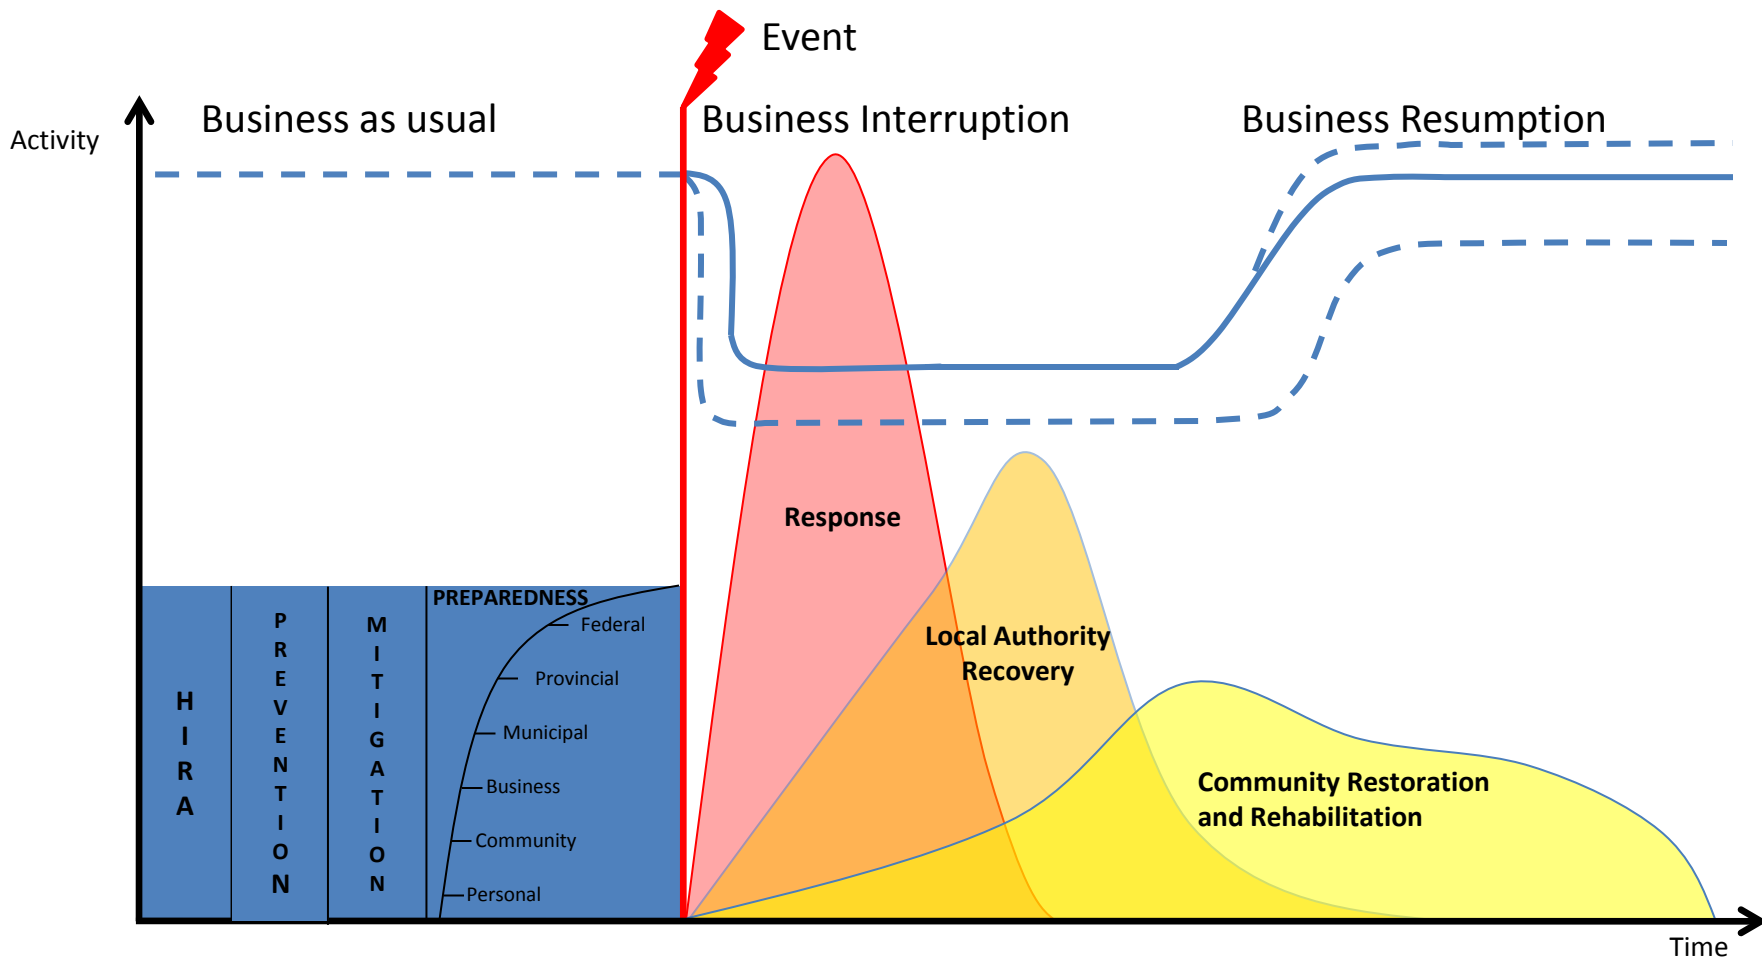 Event
Business as usual
Business Interruption
Business Resumption
Activity
HIRA
PREVENTION
MITIGATION
PREPAREDNESS
Federal
Provincial
Municipal
Business
Community
Personal
Response
Local Authority
Recovery
Community Restoration
and Rehabilitation
Time